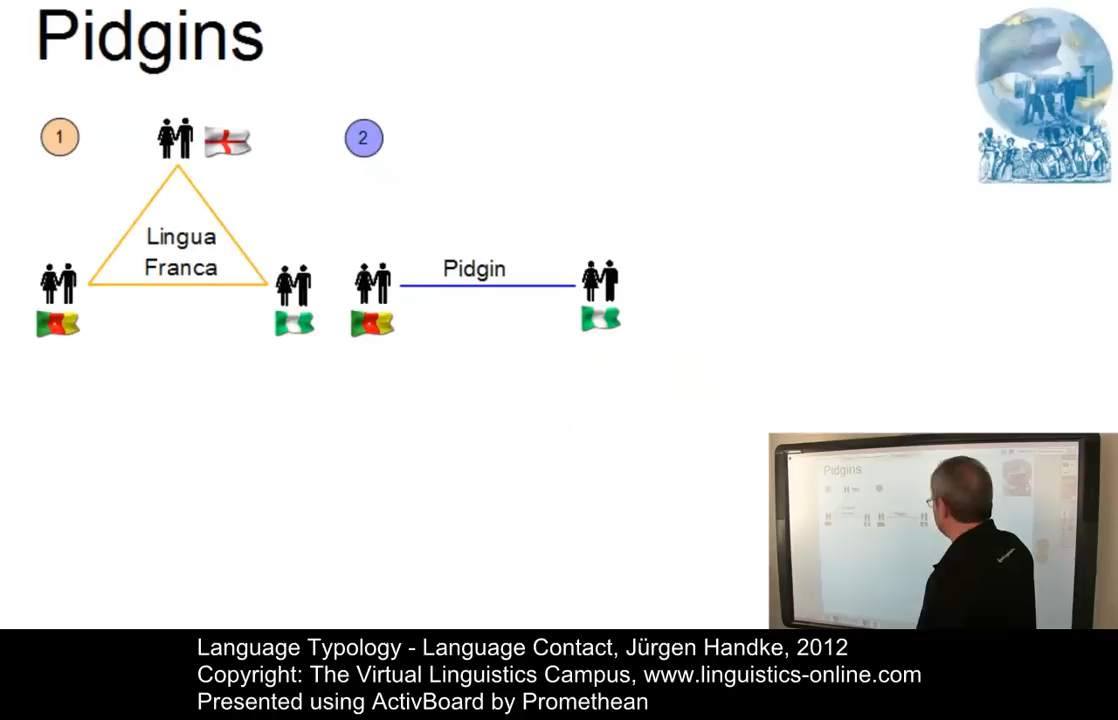 Pidgins
1
2
Lingua
Franca
Pidgin
Pidgins
Language Typology - Language Contact, Jürgen Handke, 2012
Copyright: The Virtual Linguistics Campus, www.linguistics-online.com
Presented using ActivBoard by Promethean